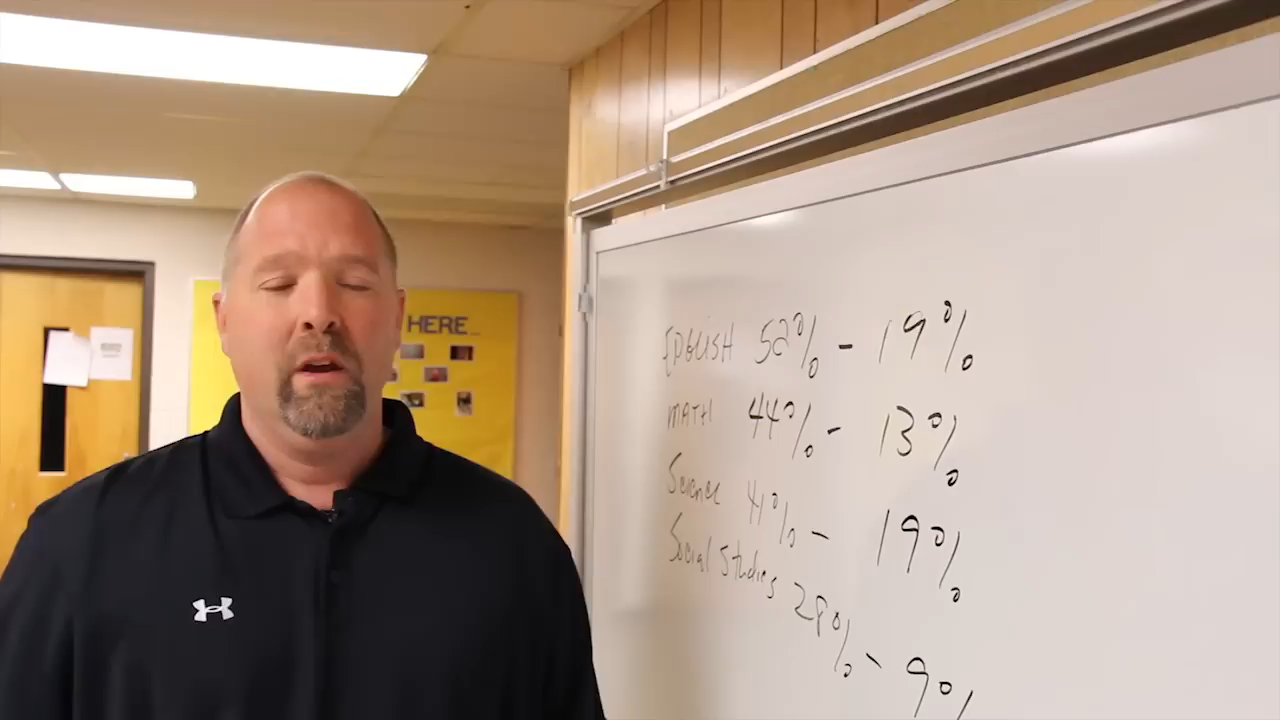 HERE...
ENGLISH 52% - 19%
MATH 44% - 13%
Science 41% - 19%
Social Studies 28% - 9%